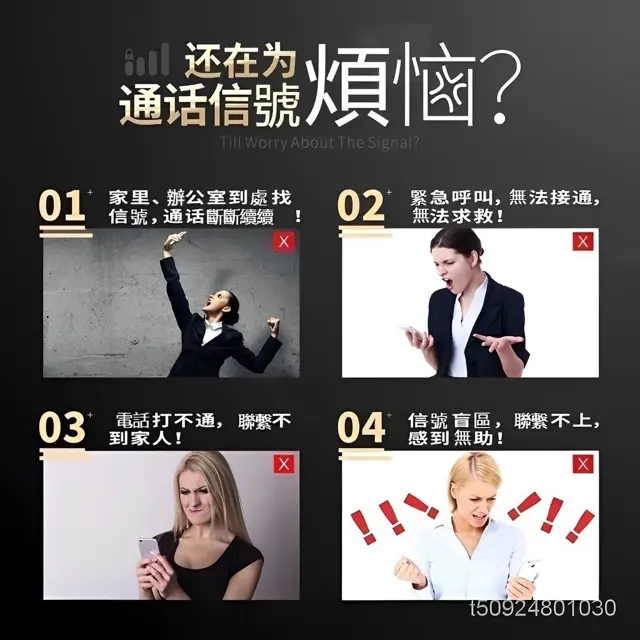 还在为
通话信號煩惱?
Till Worry About The Signal?
01+
家里、辦公室到處找
信號,通话斷斷續續 !
X
02+
緊急呼叫,無法接通,
無法求救!
X
03+
電話打不通,聯繫不
到家人!
X
04+
信號盲區,聯繫不上,
感到無助!
X
t50924801030